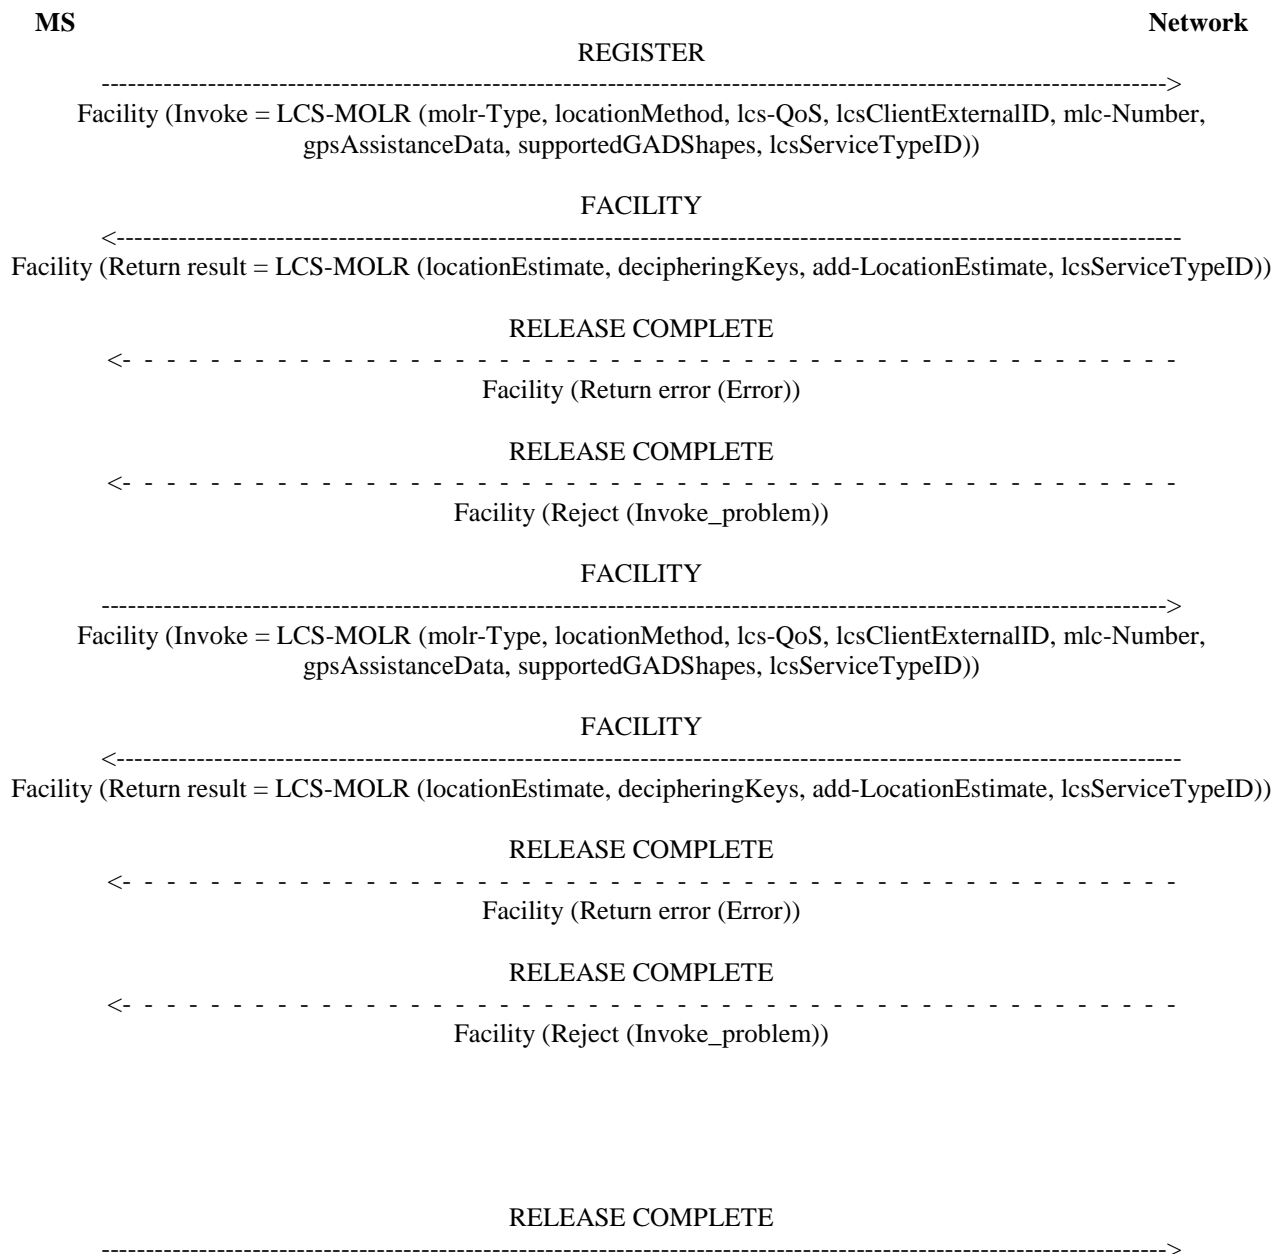 MS Network
REGISTER
------------------------------------------------------------------------------------------------------------------------>
Facility (Invoke = LCS-MOLR (molr-Type, locationMethod, lcs-QoS, lcsClientExternalID, mlc-Number,
gpsAssistanceData, supportedGADShapes, lcsServiceTypeID))
FACILITY
<------------------------------------------------------------------------------------------------------------------------
Facility (Return result = LCS-MOLR (locationEstimate, decipheringKeys, add-LocationEstimate, lcsServiceTypeID))
RELEASE COMPLETE
<- - - - - - - - - - - - - - - - - - - - - - - - - - - - - - - - - - - - - - - - - - - - - - - -
Facility (Return error (Error))
RELEASE COMPLETE
<- - - - - - - - - - - - - - - - - - - - - - - - - - - - - - - - - - - - - - - - - - - - - - - -
Facility (Reject (Invoke_problem))
FACILITY
------------------------------------------------------------------------------------------------------------------------>
Facility (Invoke = LCS-MOLR (molr-Type, locationMethod, lcs-QoS, lcsClientExternalID, mlc-Number,
gpsAssistanceData, supportedGADShapes, lcsServiceTypeID))
FACILITY
<------------------------------------------------------------------------------------------------------------------------
Facility (Return result = LCS-MOLR (locationEstimate, decipheringKeys, add-LocationEstimate, lcsServiceTypeID))
RELEASE COMPLETE
<- - - - - - - - - - - - - - - - - - - - - - - - - - - - - - - - - - - - - - - - - - - - - - - -
Facility (Return error (Error))
RELEASE COMPLETE
<- - - - - - - - - - - - - - - - - - - - - - - - - - - - - - - - - - - - - - - - - - - - - - - -
Facility (Reject (Invoke_problem))
RELEASE COMPLETE
------------------------------------------------------------------------------------------------------------------------>